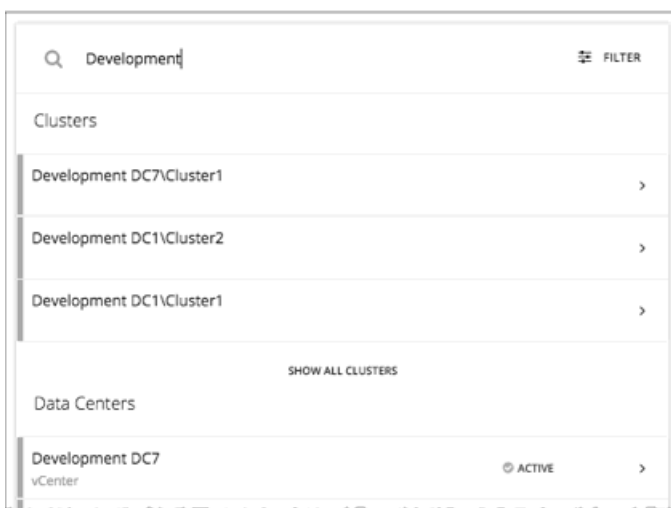 Development
FILTER
Clusters
Development DC7\Cluster1
Development DC1\Cluster2
Development DC1\Cluster1
SHOW ALL CLUSTERS
Data Centers
Development DC7
ACTIVE
vCenter